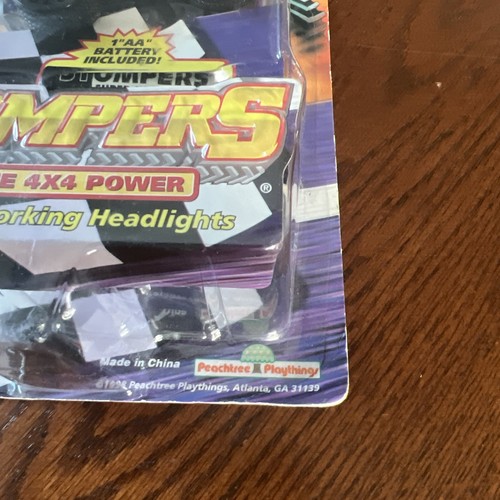 1 "AA"
BATTERY
INCLUDED!
STOMPERS
MPERS
®
E 4X4 POWER
orking Headlights
Made in China
Peachtree Playthings
Peachtree Playthings, Atlanta, GA 31139